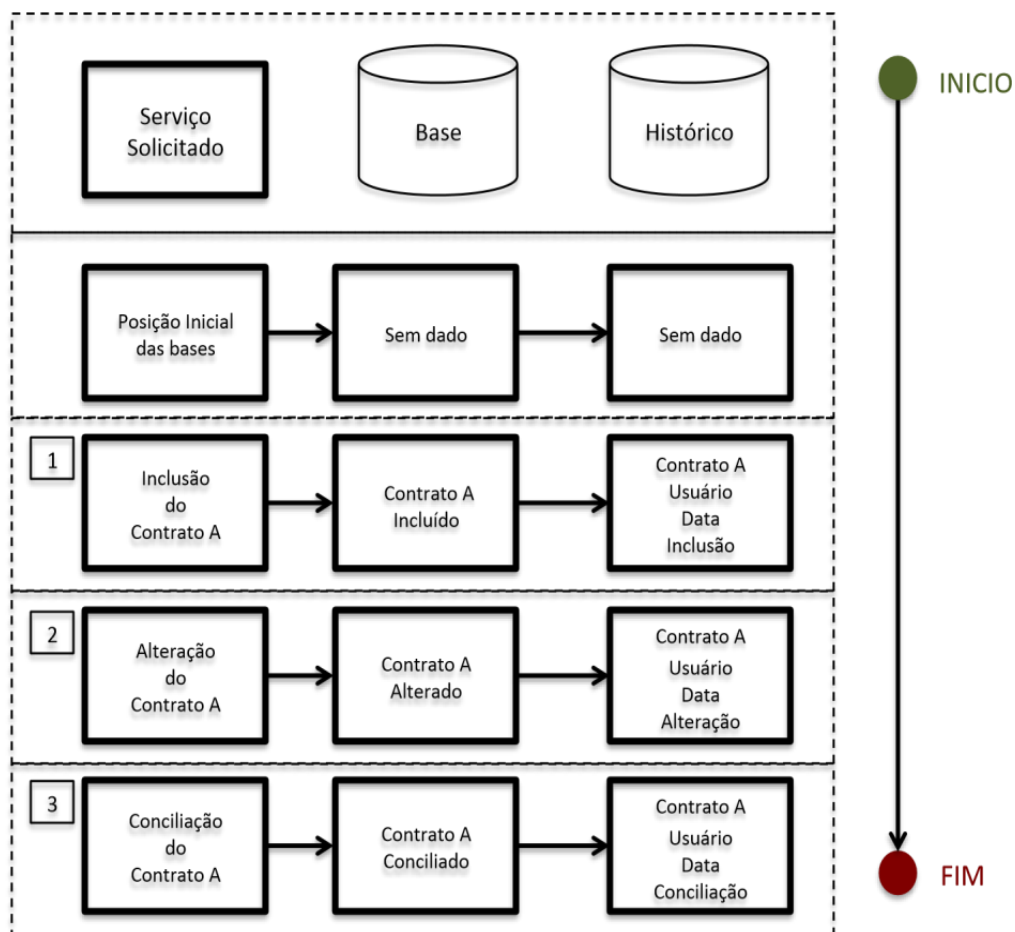 Serviço
Solicitado
Base
Histórico
INICIO
Posição Inicial
das bases
Sem dado
Sem dado
1
Inclusão
do
Contrato A
Contrato A
Incluído
Contrato A
Usuário
Data
Inclusão
2
Alteração
do
Contrato A
Contrato A
Alterado
Contrato A
Usuário
Data
Alteração
3
Conciliação
do
Contrato A
Contrato A
Conciliado
Contrato A
Usuário
Data
Conciliação
FIM